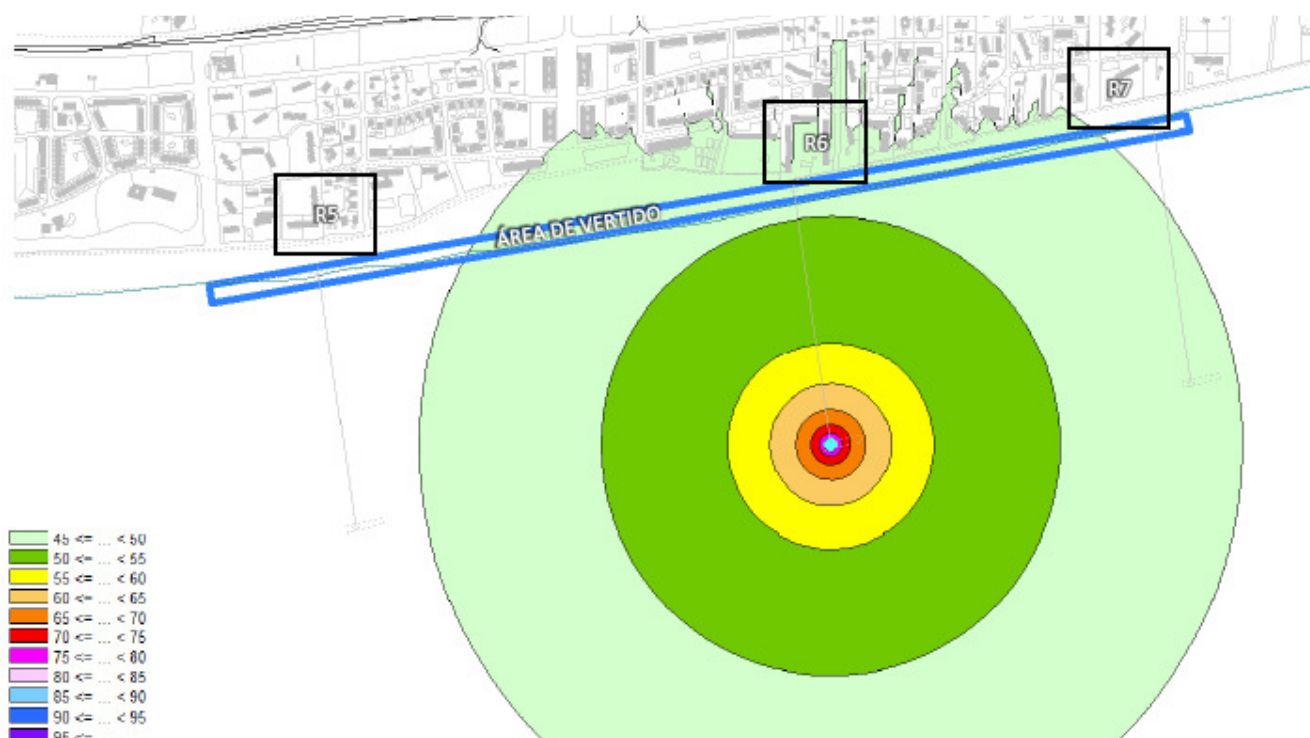 R7
R6
R5
ÁREA DE VERTIDO
45 <= ... < 50
50 <= ... < 55
55 <= ... < 60
60 <= ... < 65
65 <= ... < 70
70 <= ... < 75
75 <= ... < 80
80 <= ... < 85
85 <= ... < 90
90 <= ... < 95
95 <= ...